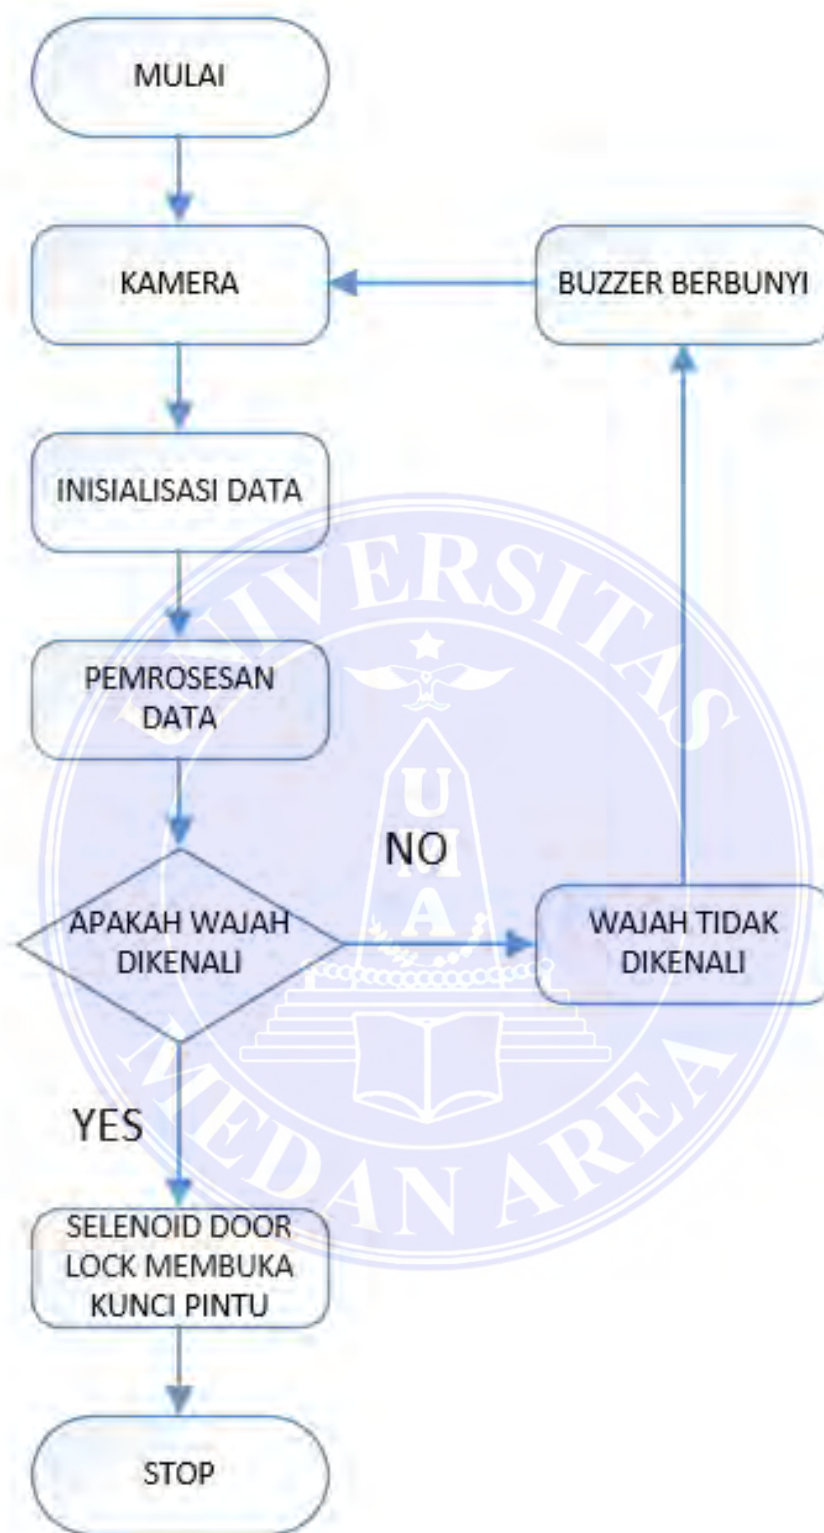 MULAI
KAMERA
BUZZER BERBUNYI
INISIALISASI DATA
PEMROSESAN
DATA
NO
APAKAH WAJAH
DIKENALI
WAJAH TIDAK
DIKENALI
YES
SELENOID DOOR
LOCK MEMBUKA
KUNCI PINTU
STOP
UNIVERSITAS
UMA
MEDAN AREA